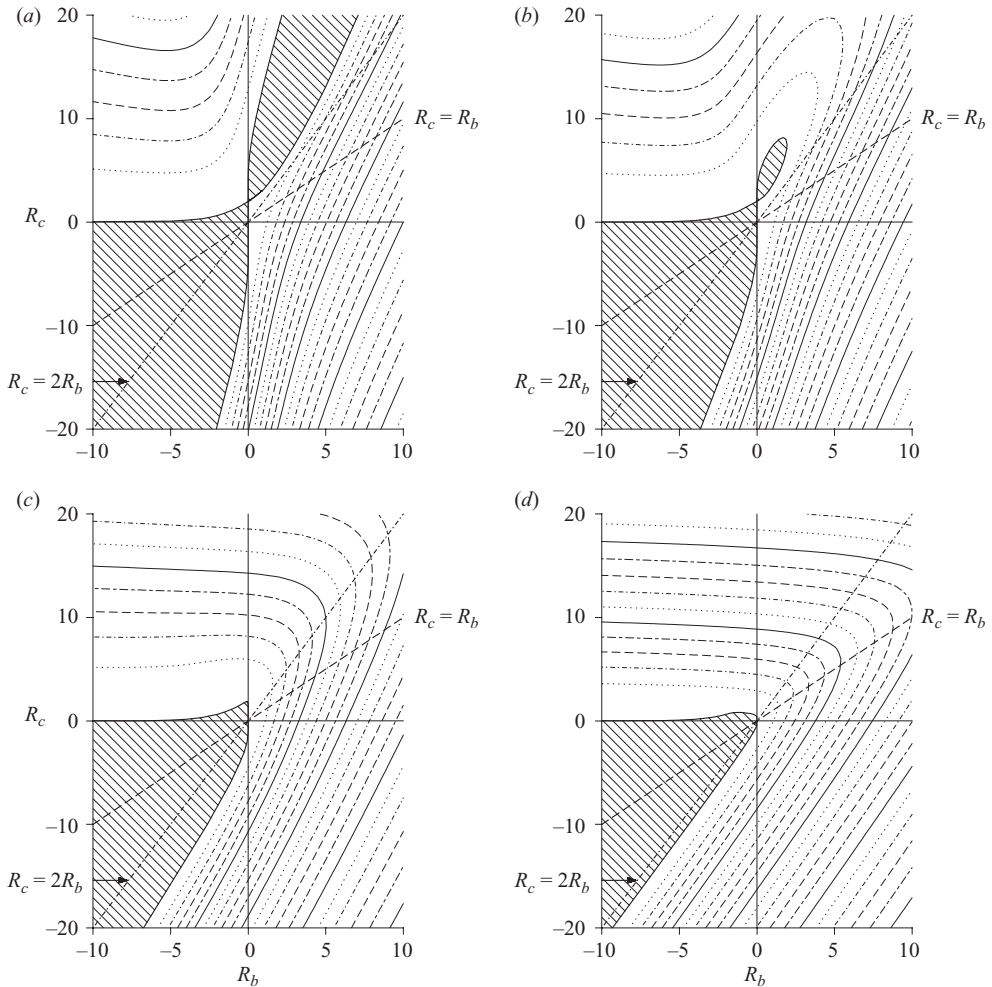 (a)
20
10
R_c
0
–10
R_c = 2R_b
–20
–10
–5
0
5
10
R_c = R_b
(b)
20
10
0
–10
R_c = 2R_b
–20
–10
–5
0
5
10
R_c = R_b
(c)
20
10
R_c
0
–10
R_c = 2R_b
–20
–10
–5
0
5
10
R_b
R_c = R_b
(d)
20
10
0
–10
R_c = 2R_b
–20
–10
–5
0
5
10
R_b
R_c = R_b